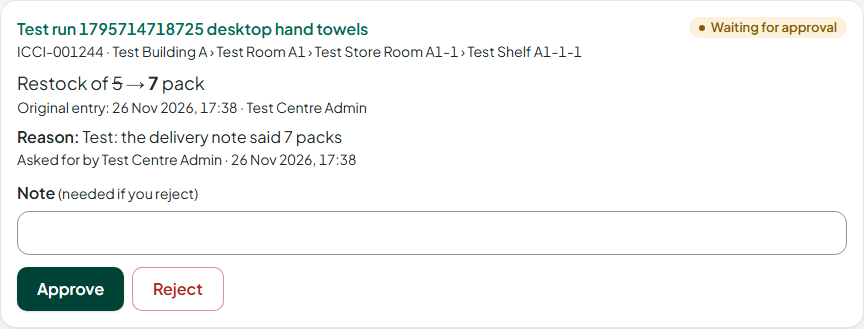 Test run 1795714718725 desktop hand towels
Waiting for approval
ICCI-001244 · Test Building A › Test Room A1 › Test Store Room A1-1 › Test Shelf A1-1-1
Restock of 5 → 7 pack
Original entry: 26 Nov 2026, 17:38 · Test Centre Admin
Reason: Test: the delivery note said 7 packs
Asked for by Test Centre Admin · 26 Nov 2026, 17:38
Note (needed if you reject)
Approve
Reject